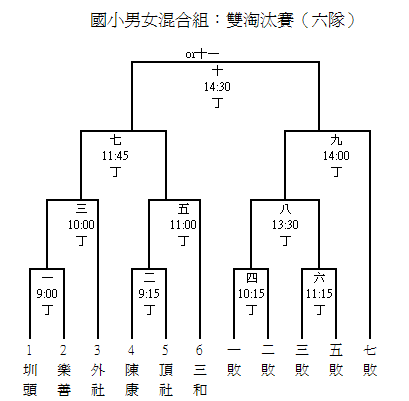 國小男女混合組：雙淘汰賽（六隊）
or十一
十
14:30
丁
七
11:45
丁
九
14:00
丁
三
10:00
丁
五
11:00
丁
八
13:30
丁
一
9:00
丁
二
9:15
丁
四
10:15
丁
六
11:15
丁
1 圳頭
2 樂善
3 外社
4 陳康
5 頂社
6 三和
一敗
二敗
三敗
五敗
七敗